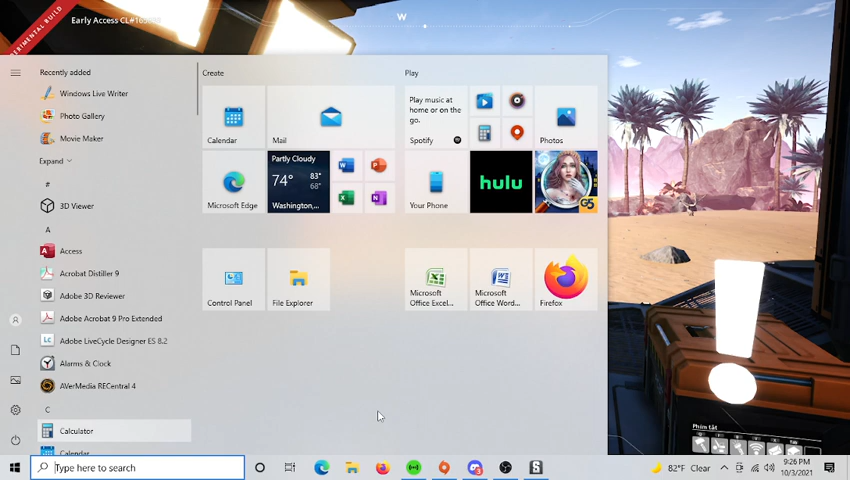 Early Access CL#16
W
Recently added
Windows Live Writer
Photo Gallery
Movie Maker
Expand
#
3D Viewer
A
Access
Acrobat Distiller 9
Adobe 3D Reviewer
Adobe Acrobat 9 Pro Extended
Adobe LiveCycle Designer ES 8.2
Alarms & Clock
AVerMedia RECentral 4
C
Calculator
Calendar
Create
Calendar
Mail
Microsoft Edge
Partly Cloudy
74° 83°
68°
Washington,...
Control Panel
File Explorer
Play
Play music at
home or on the
go.
Spotify
Photos
Your Phone
hulu
G5
Microsoft
Office Excel...
Microsoft
Office Word...
Firefox
Phím tắt
Type here to search
82°F Clear
9:26 PM
10/3/2021